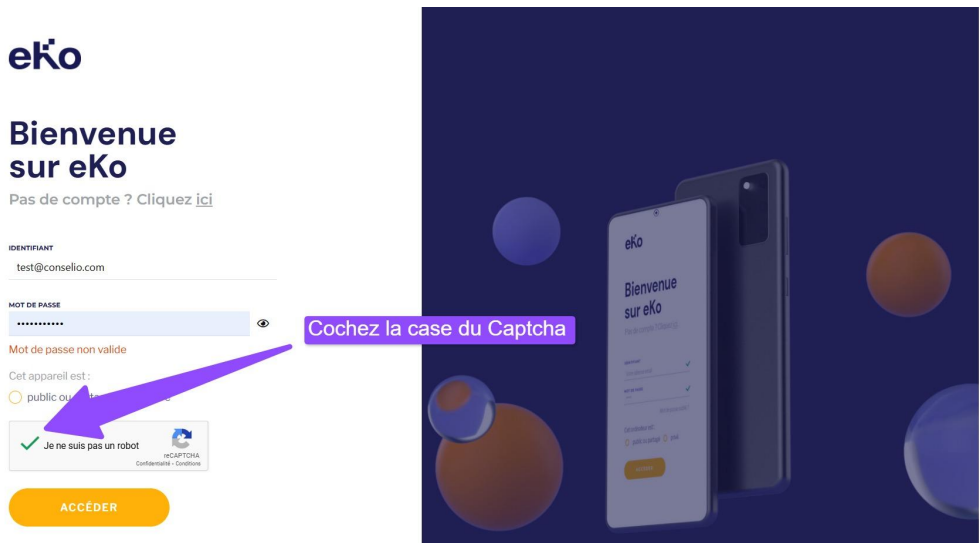 eKo
Bienvenue
sur eKo
Pas de compte ? Cliquez ici
IDENTIFIANT
test@conselio.com
MOT DE PASSE
•••••••••••
Mot de passe non valide
Cet appareil est :
public ou
Je ne suis pas un robot
reCAPTCHA
Confidentialité - Conditions
ACCÉDER
Cochez la case du Captcha
eKo
Bienvenue
sur eKo